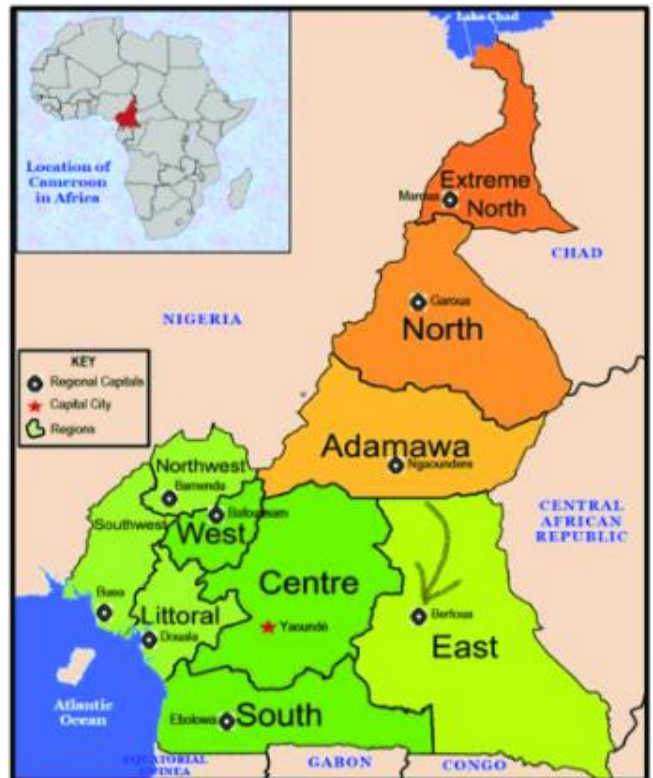 Lake Chad
Location of
Cameroon
in Africa
Extreme
North
Maroua
CHAD
Garoua
North
NIGERIA
KEY
Regional Capitals
Capital City
Regions
Adamawa
Ngaoundere
Northwest
Bamenda
Bafoussam
West
Southwest
CENTRAL
AFRICAN
REPUBLIC
Centre
Buea
Littoral
Douala
Yaoundé
Bertoua
East
Atlantic
Ocean
Ebolowa
South
EQUATORIAL
GUINEA
GABON
CONGO